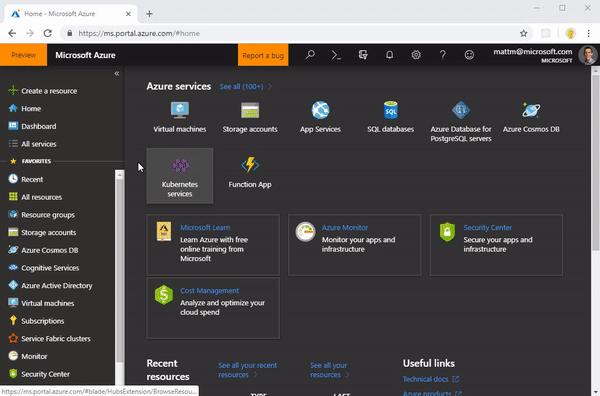 Home - Microsoft Azure
https://ms.portal.azure.com/#home
Preview
Microsoft Azure
Report a bug
mattm@microsoft.com
MICROSOFT
Create a resource
Home
Dashboard
All services
FAVORITES
Recent
All resources
Resource groups
Storage accounts
Azure Cosmos DB
Cognitive Services
Azure Active Directory
Virtual machines
Subscriptions
Service Fabric clusters
Monitor
Security Center
https://ms.portal.azure.com/#blade/HubsExtension/BrowseResou...
Azure services
See all (100+)
Virtual machines
Storage accounts
App Services
SQL databases
Azure Database for
PostgreSQL servers
Azure Cosmos DB
Kubernetes
services
Function App
Microsoft Learn
Learn Azure with free
online training from
Microsoft
Azure Monitor
Monitor your apps and
infrastructure
Security Center
Secure your apps and
infrastructure
Cost Management
Analyze and optimize your
cloud spend
Recent
resources
See all your recent
resources
See all your
resources
Useful links
Technical docs
Azure products
TYPE
LAST